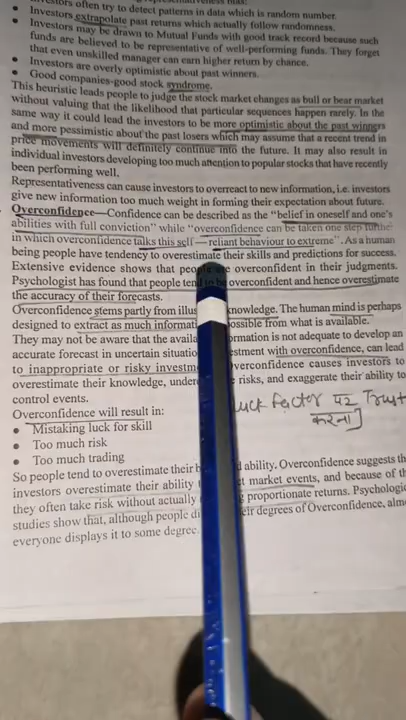 Investors often try to detect patterns in data which is random number.
• Investors extrapolate past returns which actually follow randomness.
• Investors may be drawn to Mutual Funds with good track record because such
funds are believed to be representative of well-performing funds. They forget
that even unskilled manager can earn higher return by chance.
• Investors are overly optimistic about past winners.
• Good companies-good stock syndrome.
This heuristic leads people to judge the stock market changes as bull or bear market
without valuing that the likelihood that particular sequences happen rarely. In the
same way it could lead the investors to be more optimistic about the past winners
and more pessimistic about the past losers which may assume that a recent trend in
price movements will definitely continue into the future. It may also result in
individual investors developing too much attention to popular stocks that have recently
been performing well.
Representativeness can cause investors to overreact to new information, i.e. investors
give new information too much weight in forming their expectation about future.
Overconfidence—Confidence can be described as the "belief in oneself and one's
abilities with full conviction" while "overconfidence can be taken one step further
in which overconfidence talks this self—reliant behaviour to extreme". As a human
being people have tendency to overestimate their skills and predictions for success.
Extensive evidence shows that people are overconfident in their judgments.
Psychologist has found that people tend to be overconfident and hence overestimate
the accuracy of their forecasts.
Overconfidence stems partly from illus knowledge. The human mind is perhaps
designed to extract as much informat ossible from what is available.
They may not be aware that the availa ormation is not adequate to develop an
accurate forecast in uncertain situatio estment with overconfidence, can lead
to inappropriate or risky investm verconfidence causes investors to
overestimate their knowledge, under risks, and exaggerate their ability to
control events.
Luck factor पर Trust
करना]
Overconfidence will result in:
• Mistaking luck for skill
• Too much risk
• Too much trading
So people tend to overestimate their d ability. Overconfidence suggests th
investors overestimate their ability t market events, and because of th
they often take risk without actually proportionate returns. Psychologic
studies show that, although people di eir degrees of Overconfidence, almo
everyone displays it to some degree.